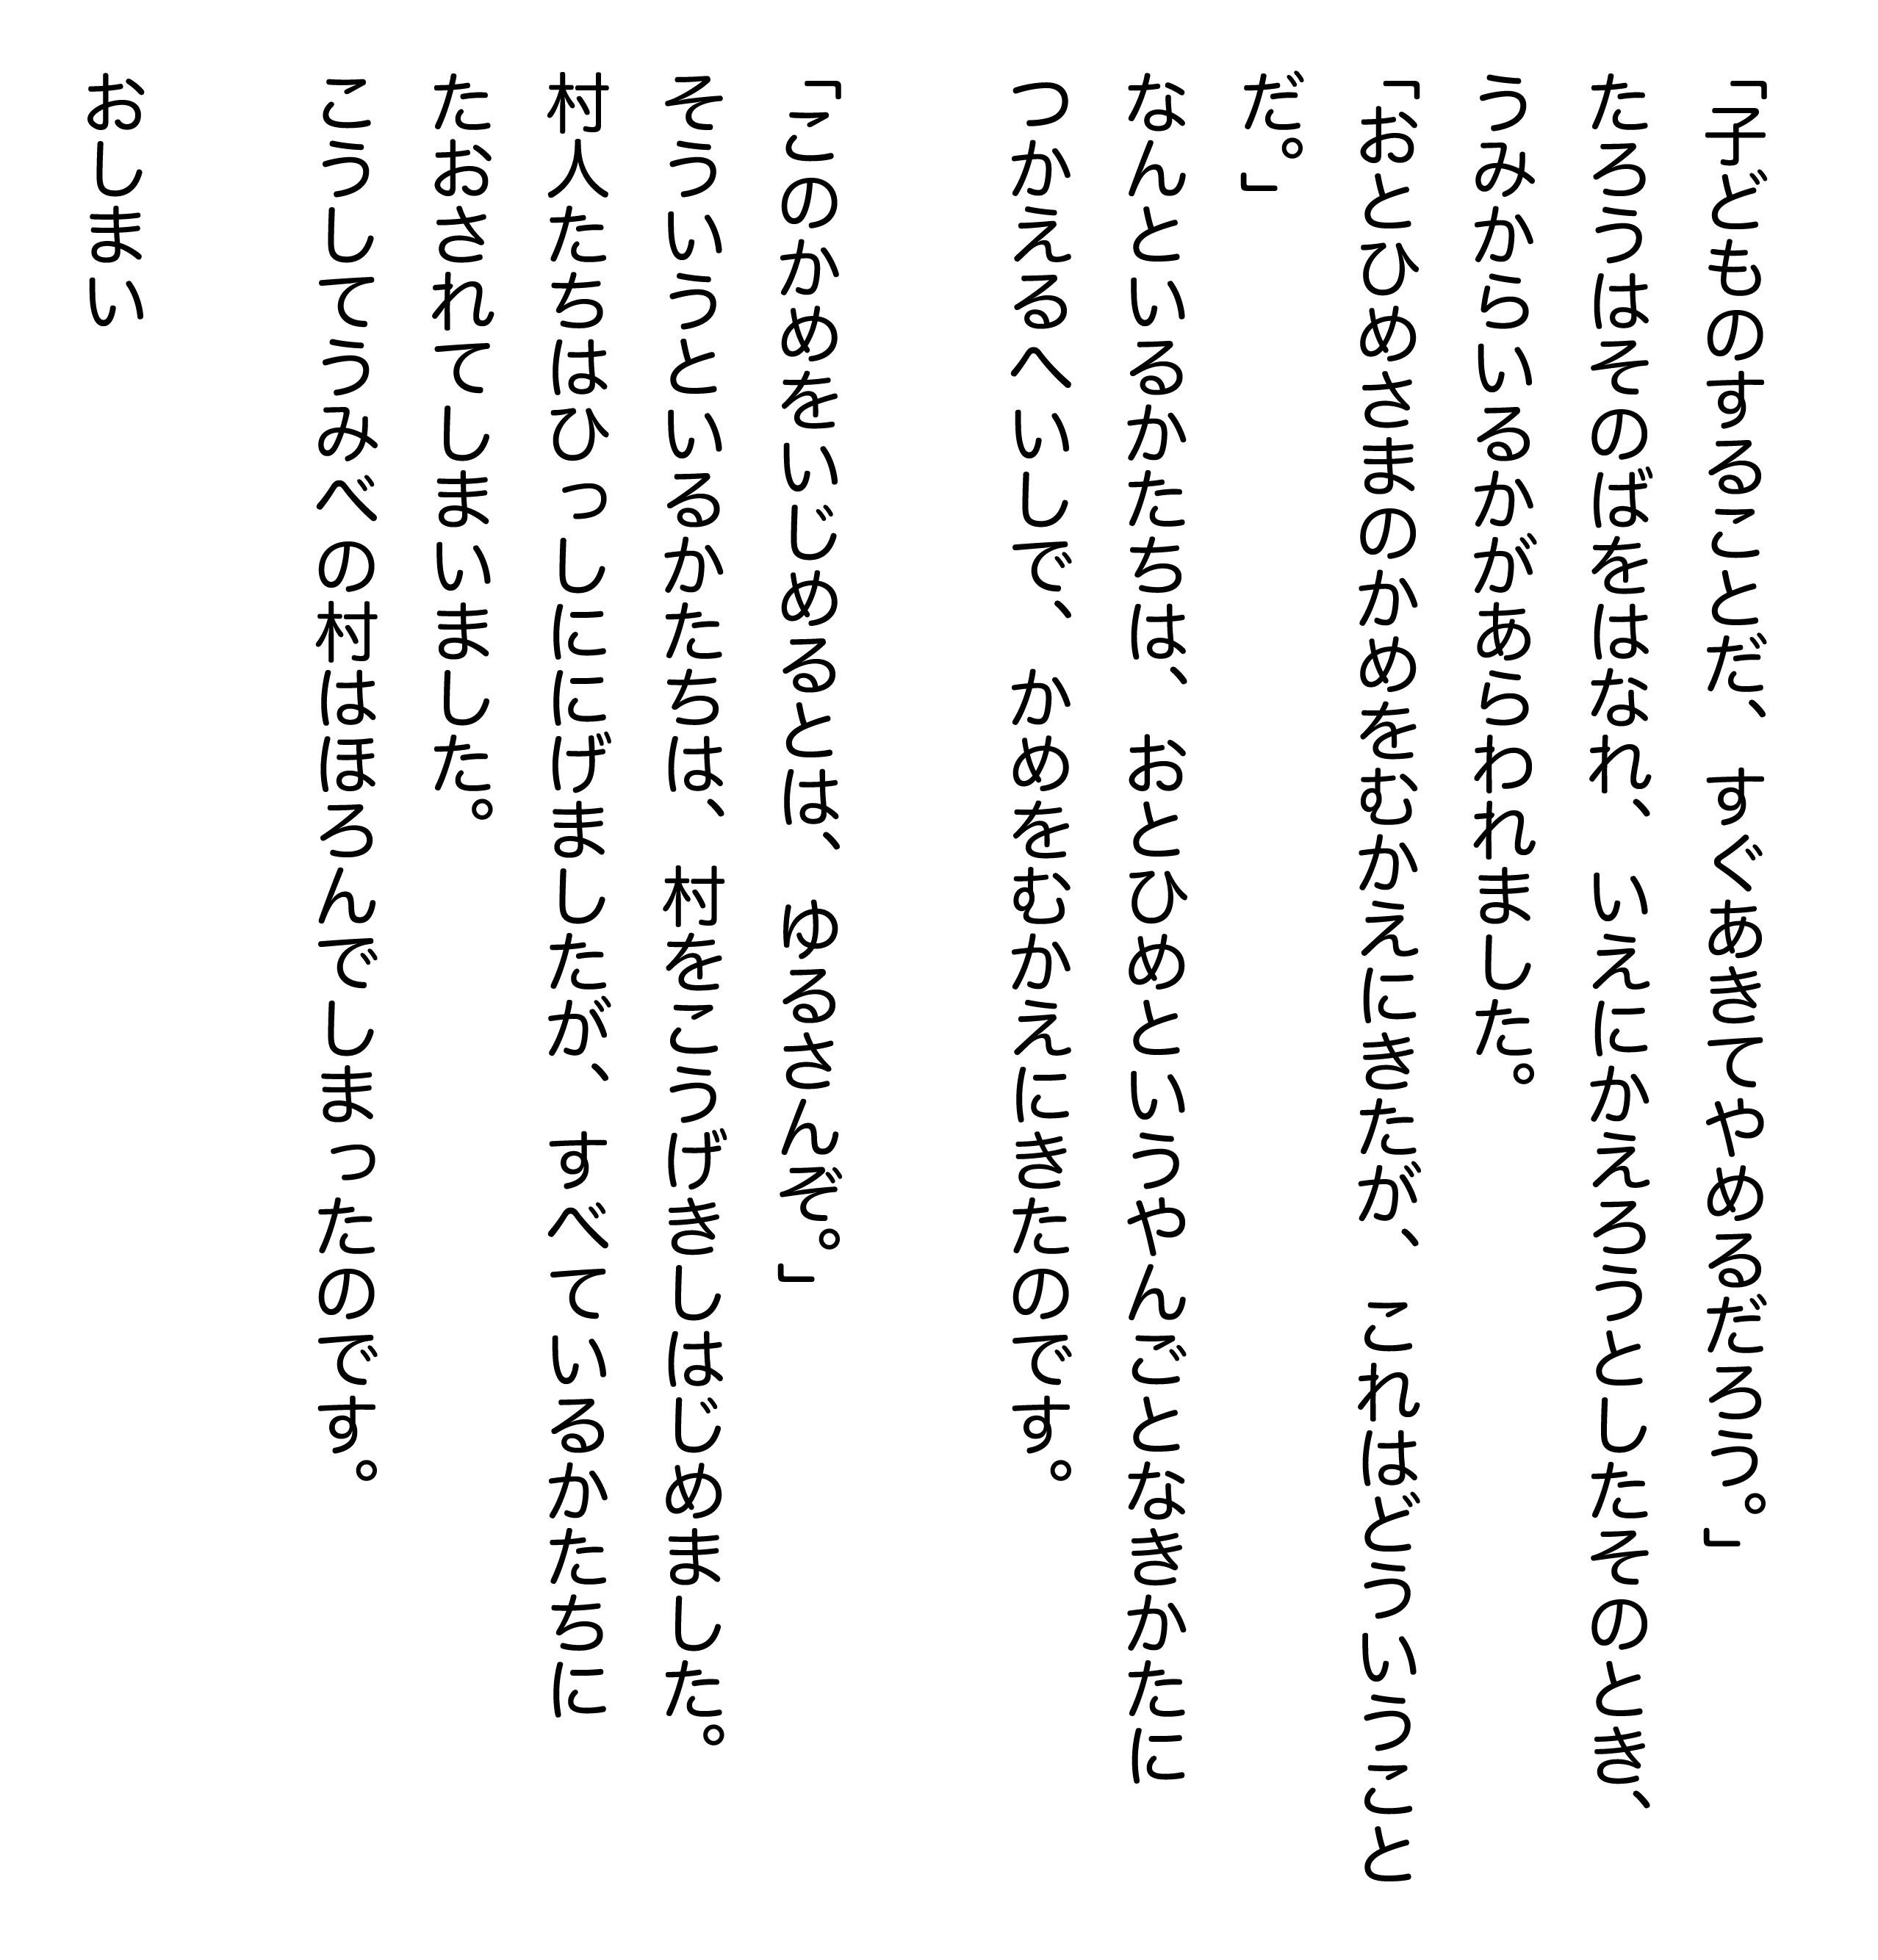 「子どものすることだ、すぐあきてやめるだろう。」
たろうはそのばをはなれ、いえにかえろうとしたそのとき、
うみからいるかがあらわれました。
「おとひめさまのかめをむかえにきたが、これはどういうこと
だ。」
なんといるかたちは、おとひめというやんごとなきかたに
つかえるへいしで、かめをむかえにきたのです。
「このかめをいじめるとは、ゆるさんぞ。」
そういうといるかたちは、村をこうげきしはじめました。
村人たちはひっしににげましたが、すべているかたちに
たおされてしまいました。
こうしてうみべの村はほろんでしまったのです。
おしまい